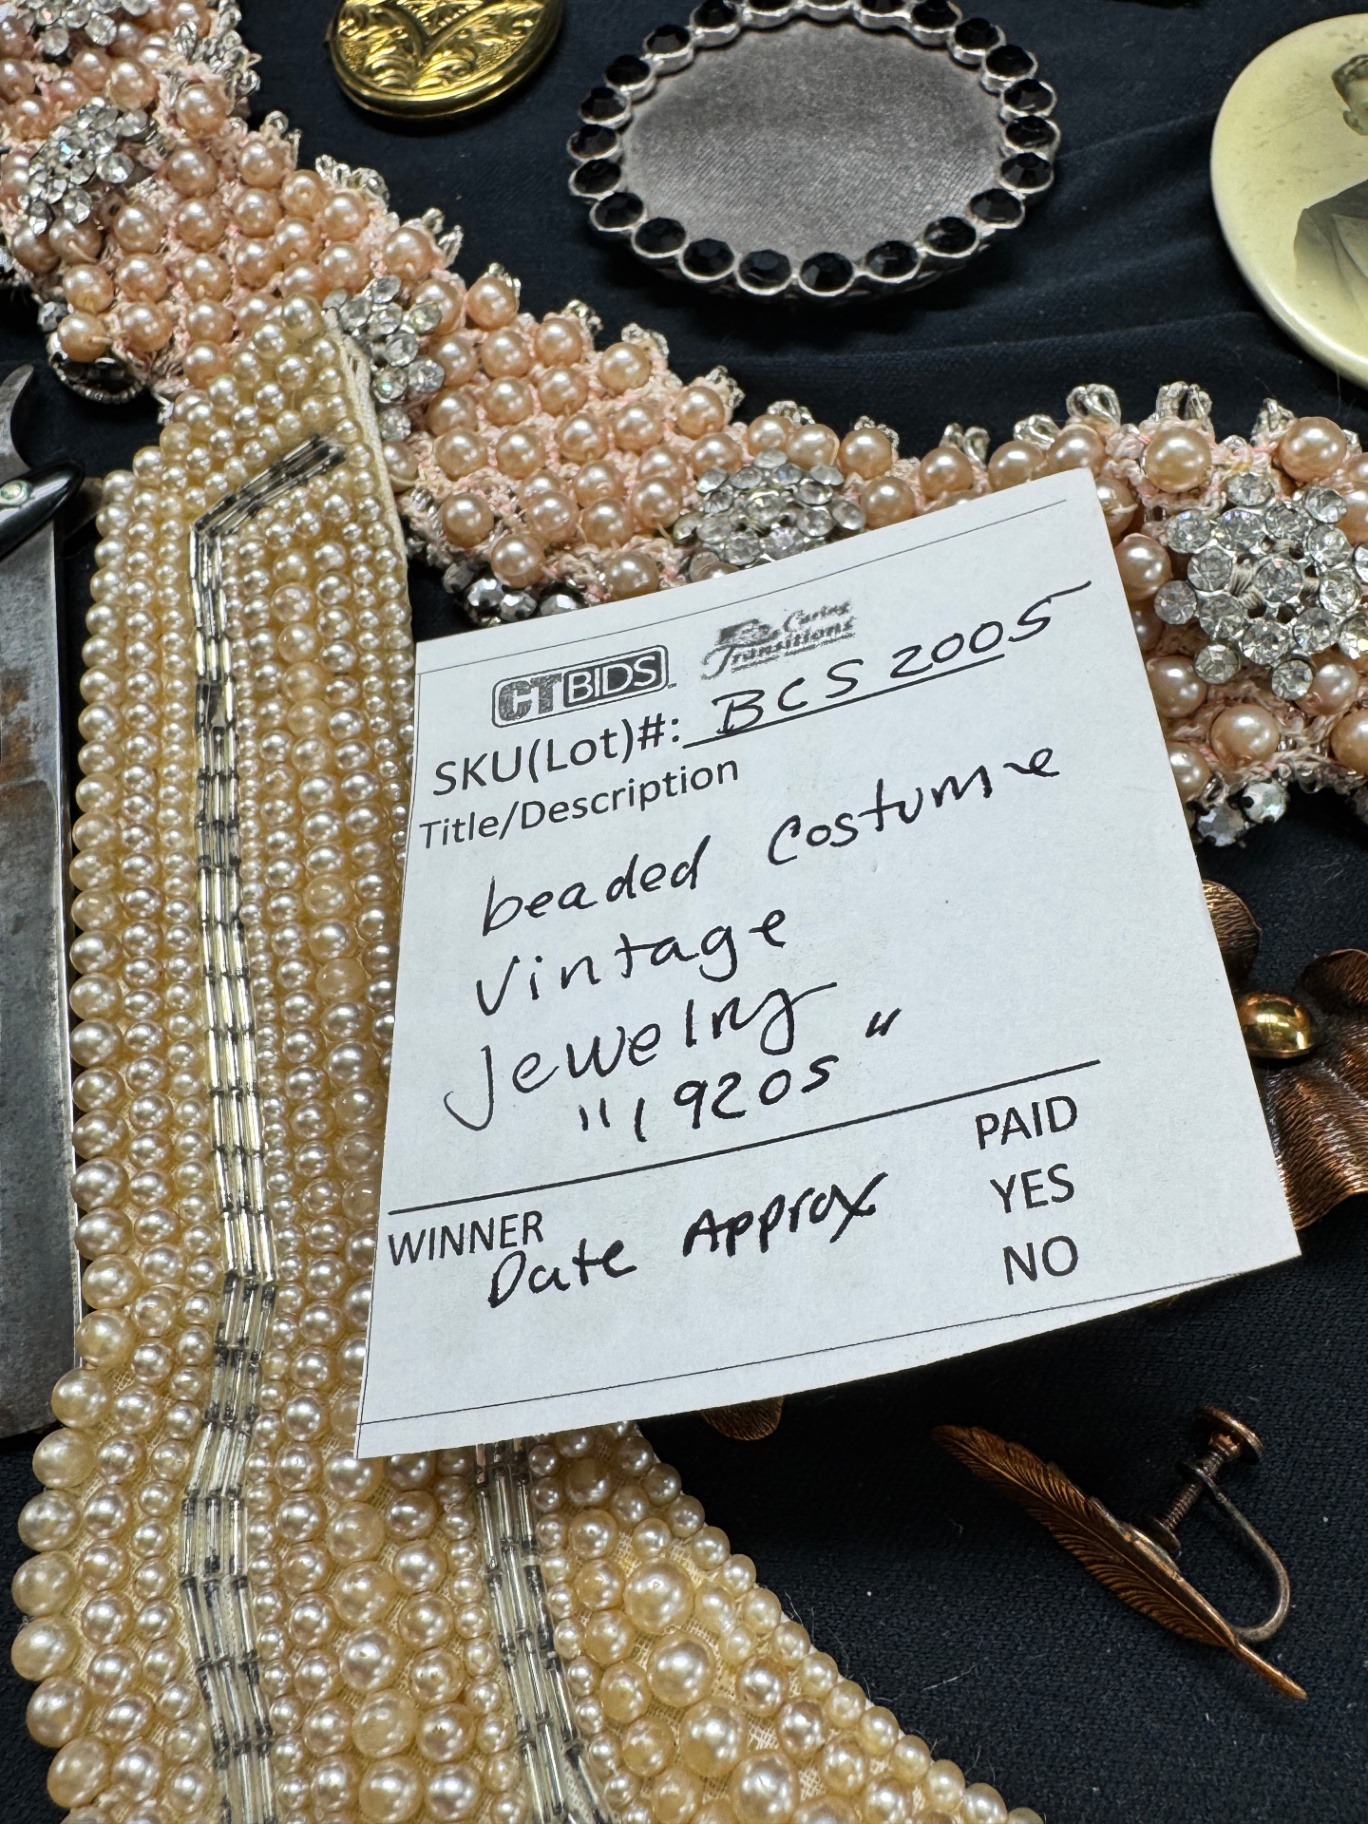 CTBIDS Caring Transitions
SKU(Lot)#: BCS 2005
Title/Description
beaded Costume
Vintage
Jewelry
"1920s"
WINNER PAID
Date Approx YES
NO